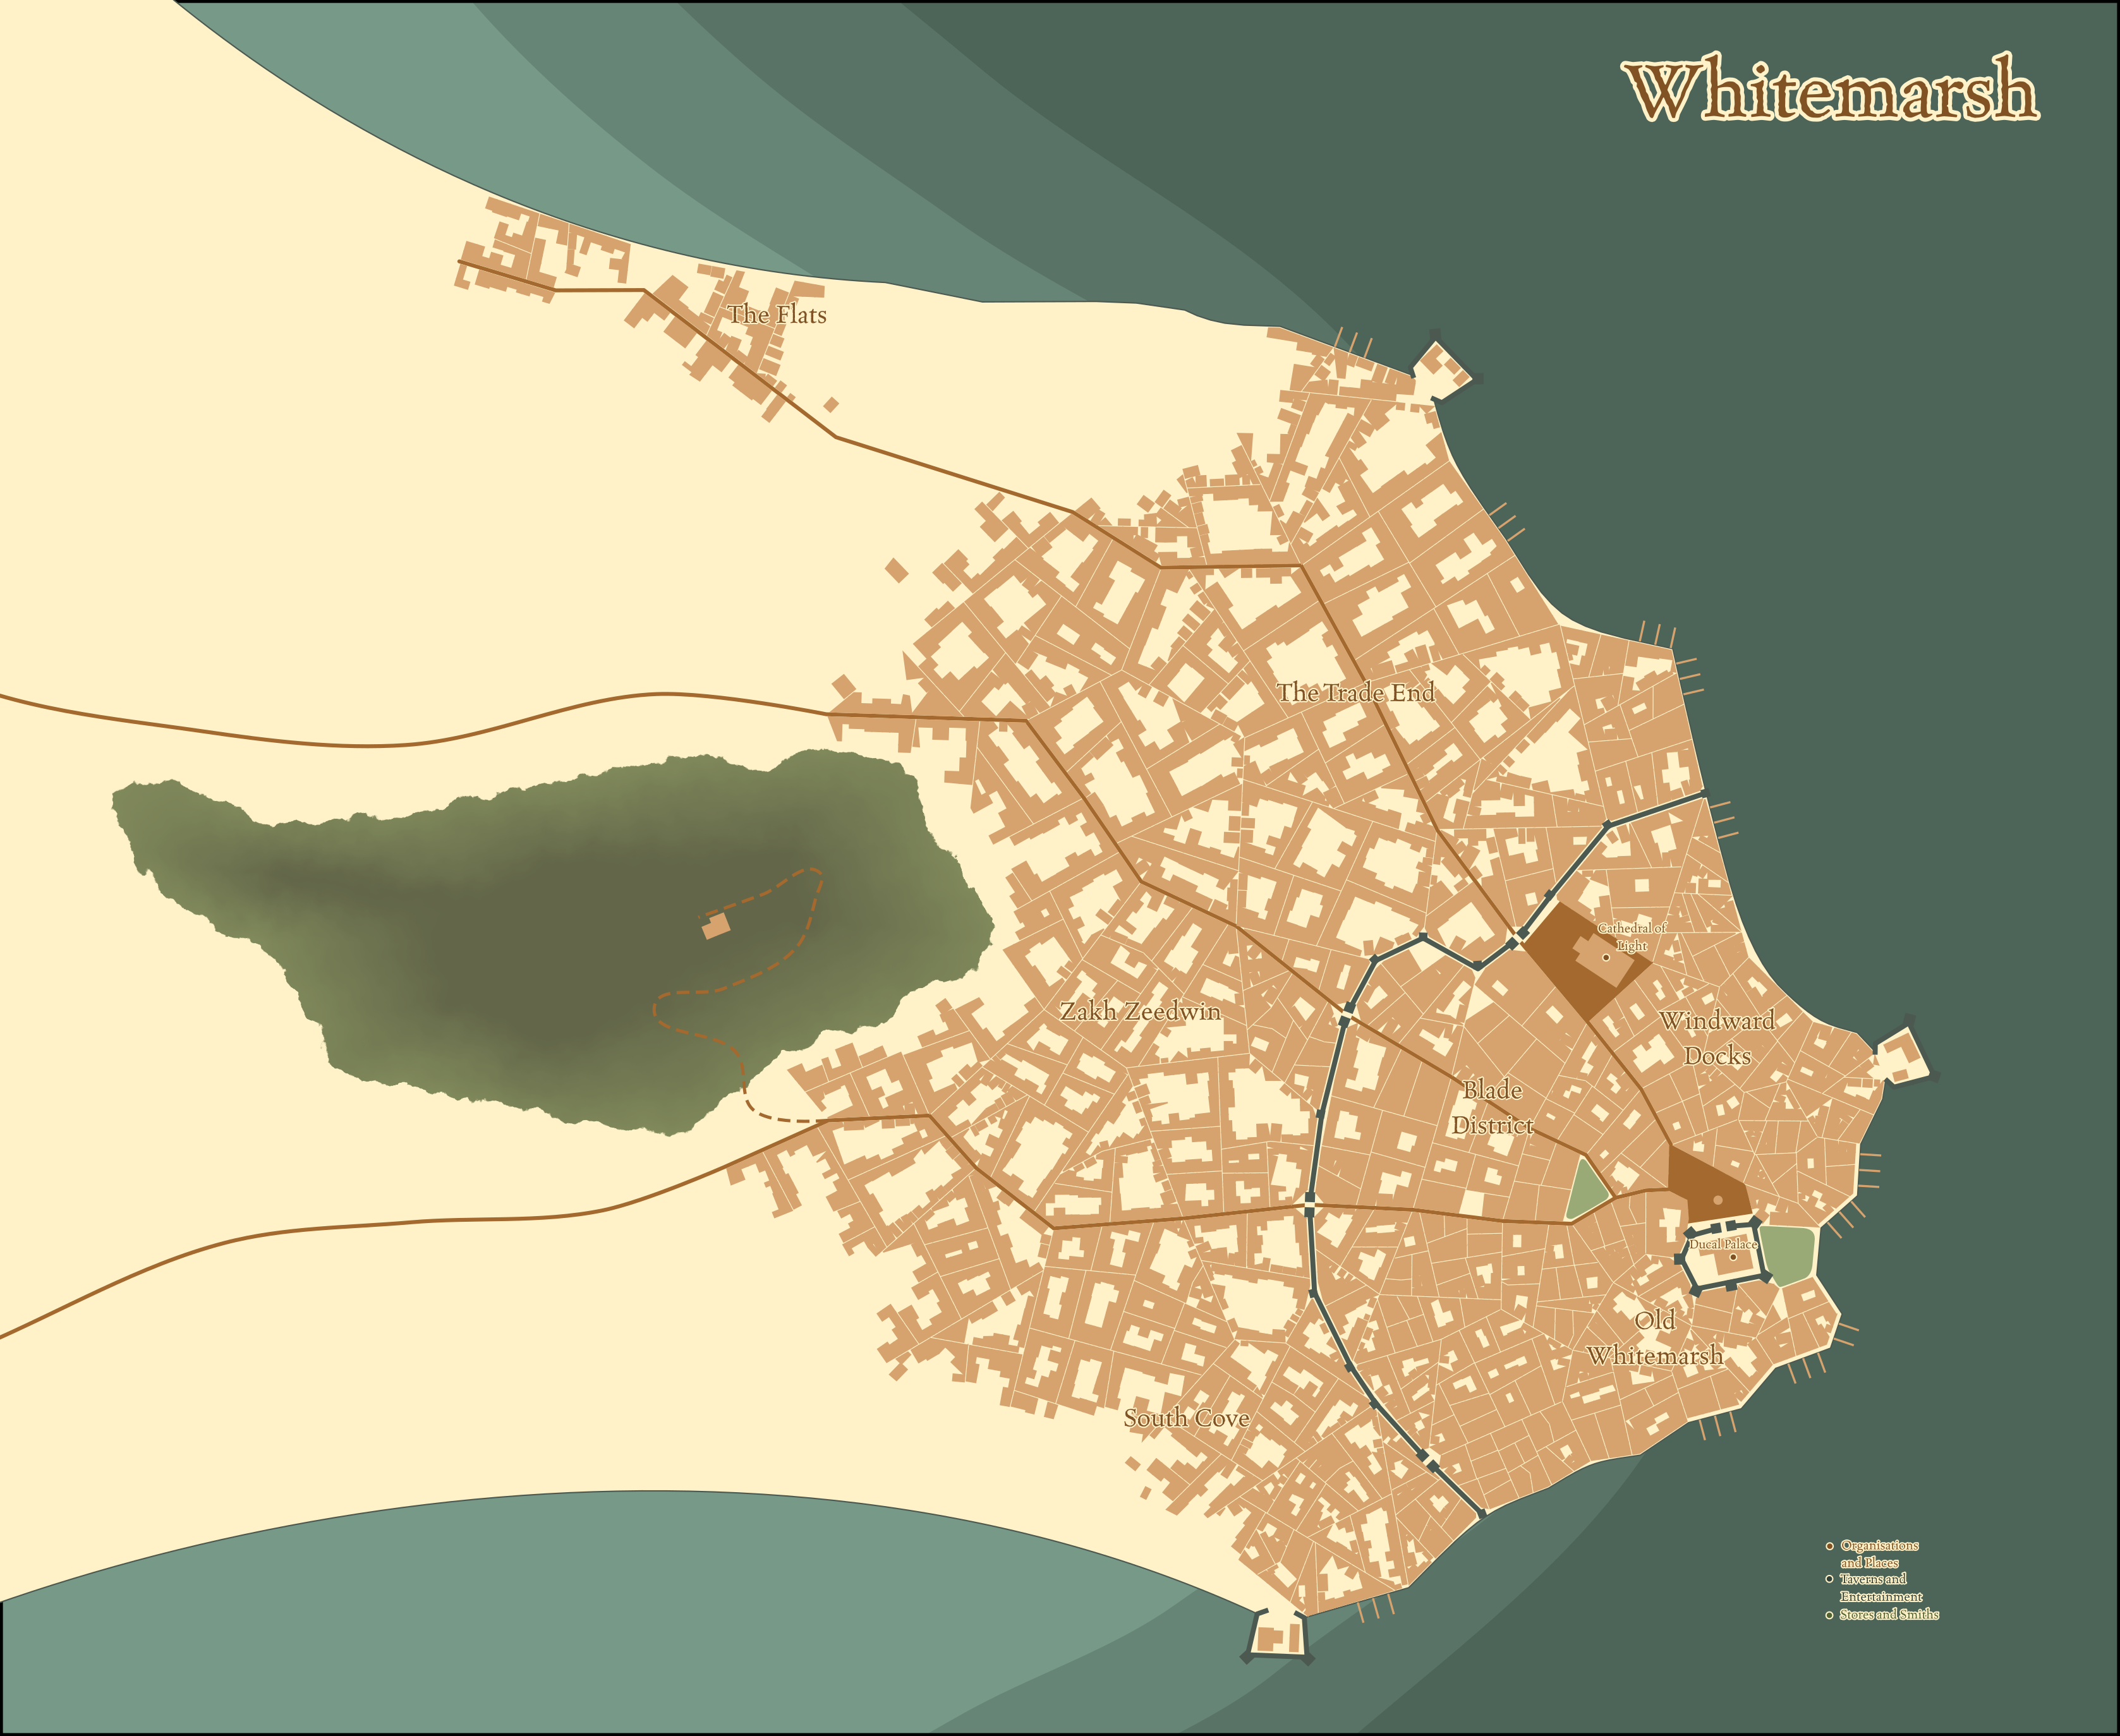 Whitemarsh
The Flats
The Trade End
Cathedral of
Light
Zakh Zeedwin
Windward
Docks
Blade
District
Ducal Palace
Old
Whitemarsh
South Cove
Organisations
and Places
Taverns and
Entertainment
Stores and Smiths